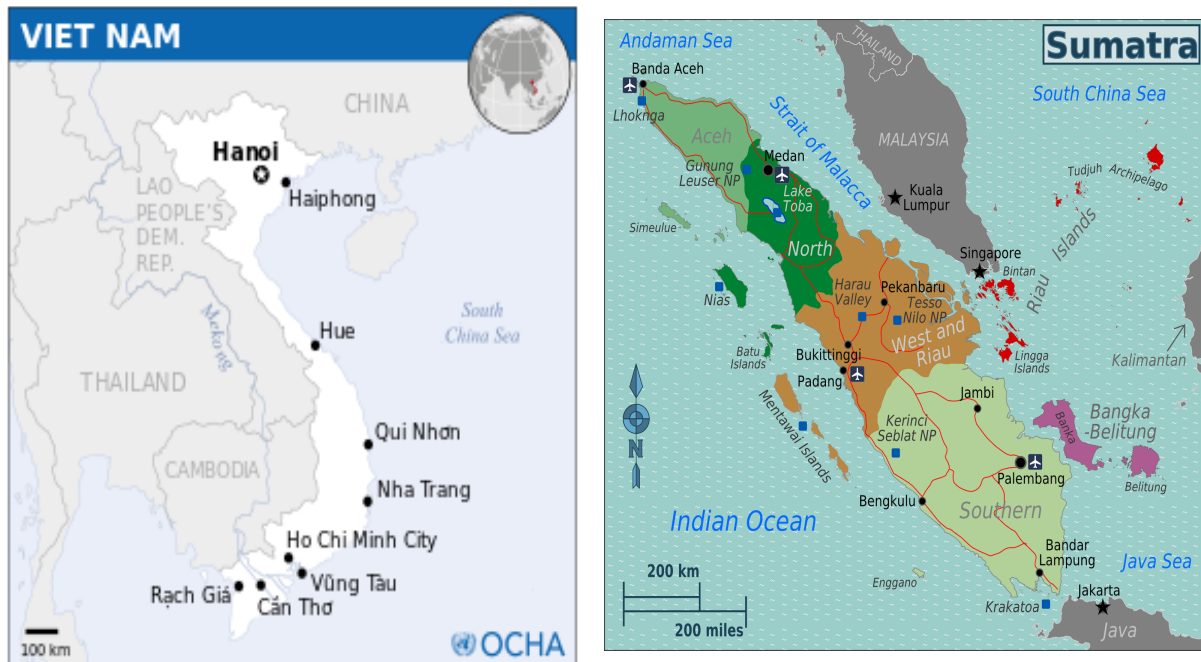 VIET NAM
CHINA
Hanoi
Haiphong
LAO
PEOPLE'S
DEM.
REP.
Mekong
South
China Sea
Hue
THAILAND
Qui Nhơn
CAMBODIA
Nha Trang
Ho Chi Minh City
Vũng Tàu
Rạch Giá
Cần Thơ
100 km
OCHA
Sumatra
Andaman Sea
THAILAND
Banda Aceh
South China Sea
Lhoknga
Strait of Malacca
Aceh
MALAYSIA
Medan
Gunung
Leuser NP
Lake
Toba
Tudjuh Archipelago
Kuala
Lumpur
Simeulue
North
Riau Islands
Singapore
Bintan
Nias
Harau
Valley
Pekanbaru
Tesso
Nilo NP
West and
Riau
Batu
Islands
Bukittinggi
Lingga
Islands
Kalimantan
Padang
Mentawai Islands
Jambi
Kerinci
Seblat NP
Banka
Bangka
-Belitung
N
Palembang
Belitung
Bengkulu
Southern
Indian Ocean
Bandar
Lampung
Java Sea
200 km
Enggano
Krakatoa
Jakarta
200 miles
Java